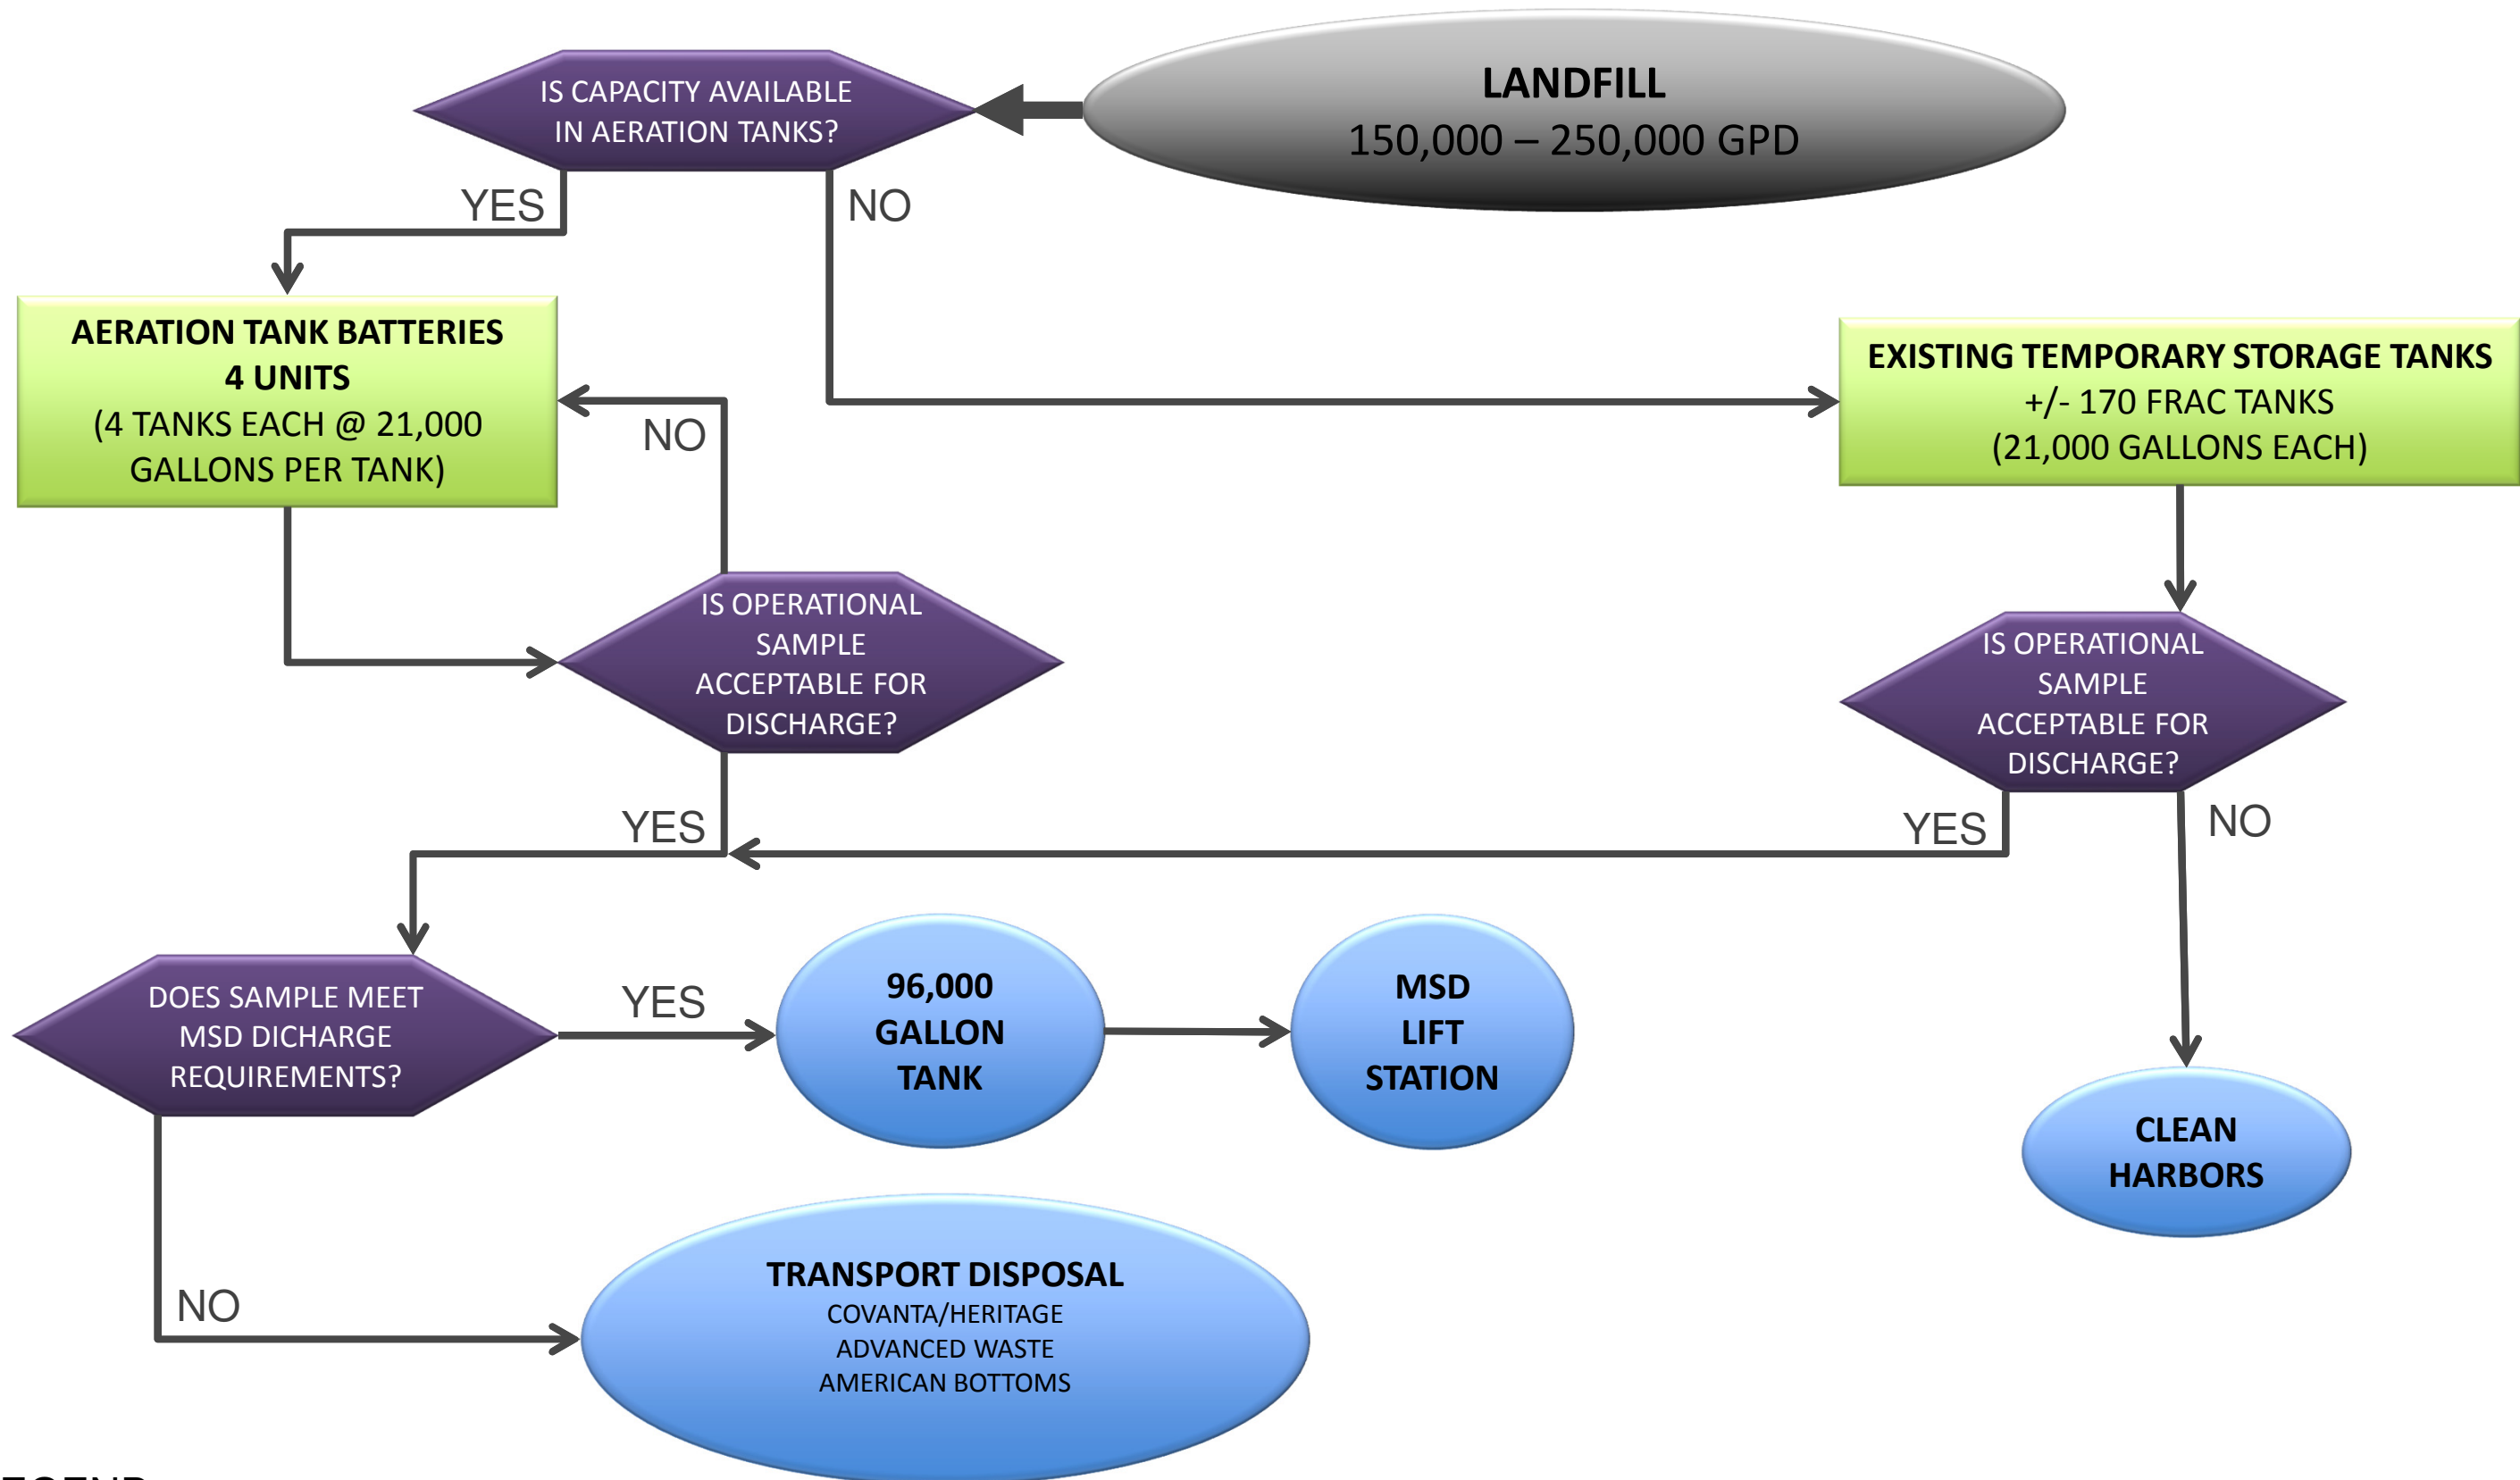 LANDFILL
150,000 – 250,000 GPD
IS CAPACITY AVAILABLE
IN AERATION TANKS?
YES
NO
AERATION TANK BATTERIES
4 UNITS
(4 TANKS EACH @ 21,000
GALLONS PER TANK)
EXISTING TEMPORARY STORAGE TANKS
+/- 170 FRAC TANKS
(21,000 GALLONS EACH)
NO
IS OPERATIONAL
SAMPLE
ACCEPTABLE FOR
DISCHARGE?
IS OPERATIONAL
SAMPLE
ACCEPTABLE FOR
DISCHARGE?
YES
YES
NO
DOES SAMPLE MEET
MSD DICHARGE
REQUIREMENTS?
YES
96,000
GALLON
TANK
MSD
LIFT
STATION
CLEAN
HARBORS
NO
TRANSPORT DISPOSAL
COVANTA/HERITAGE
ADVANCED WASTE
AMERICAN BOTTOMS